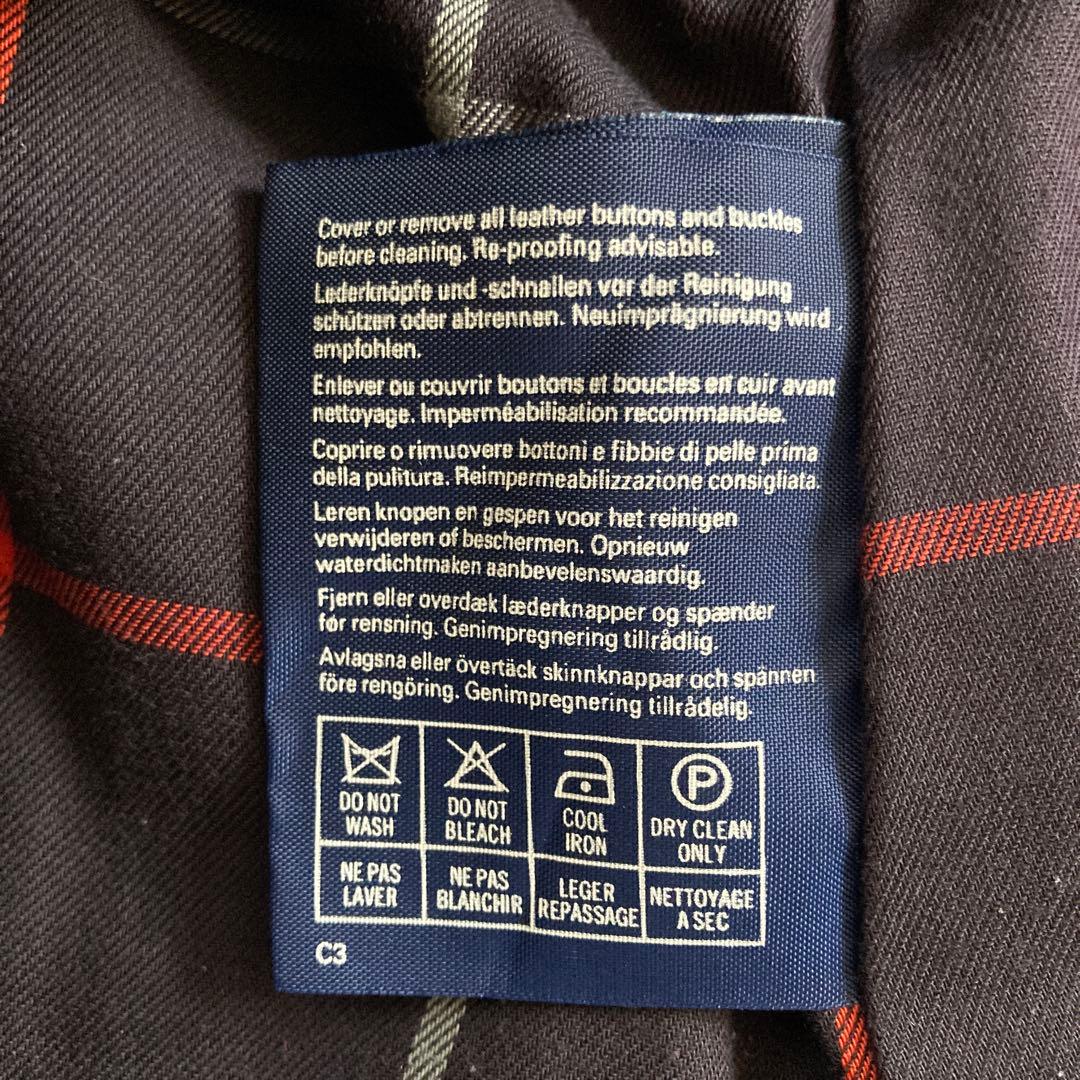 Cover or remove all leather buttons and buckles
before cleaning. Re-proofing advisable.
Lederknöpfe und -schnallen vor der Reinigung
schützen oder abtrennen. Neuimprägnierung wird
empfohlen.
Enlever ou couvrir boutons et boucles en cuir avant
nettoyage. Imperméabilisation recommandée.
Coprire o rimuovere bottoni e fibbie di pelle prima
della pulitura. Reimpermeabilizzazione consigliata.
Leren knopen en gespen voor het reinigen
verwijderen of beschermen. Opnieuw
waterdichtmaken aanbevelenswaardig.
Fjern eller overdæk læderknapper og spænder
før rensning. Genimpregnering tillrådlig.
Avlagsna eller övertäck skinnknappar och spännen
före rengöring. Genimpregnering tillrådelig.
DO NOT WASH
DO NOT BLEACH
COOL IRON
P
DRY CLEAN ONLY
NE PAS LAVER
NE PAS BLANCHIR
LEGER REPASSAGE
NETTOYAGE A SEC
C3